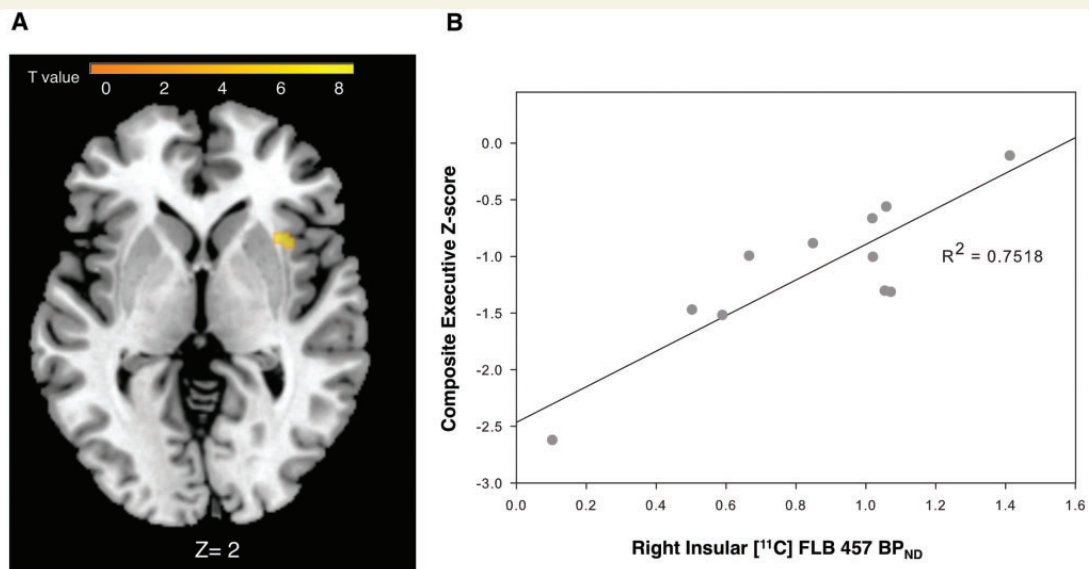 A
T value
0 2 4 6 8
Z= 2
B
Composite Executive Z-score
0.0
-0.5
-1.0
-1.5
-2.0
-2.5
-3.0
R² = 0.7518
0.0 0.2 0.4 0.6 0.8 1.0 1.2 1.4 1.6
Right Insular [¹¹C] FLB 457 BP_ND